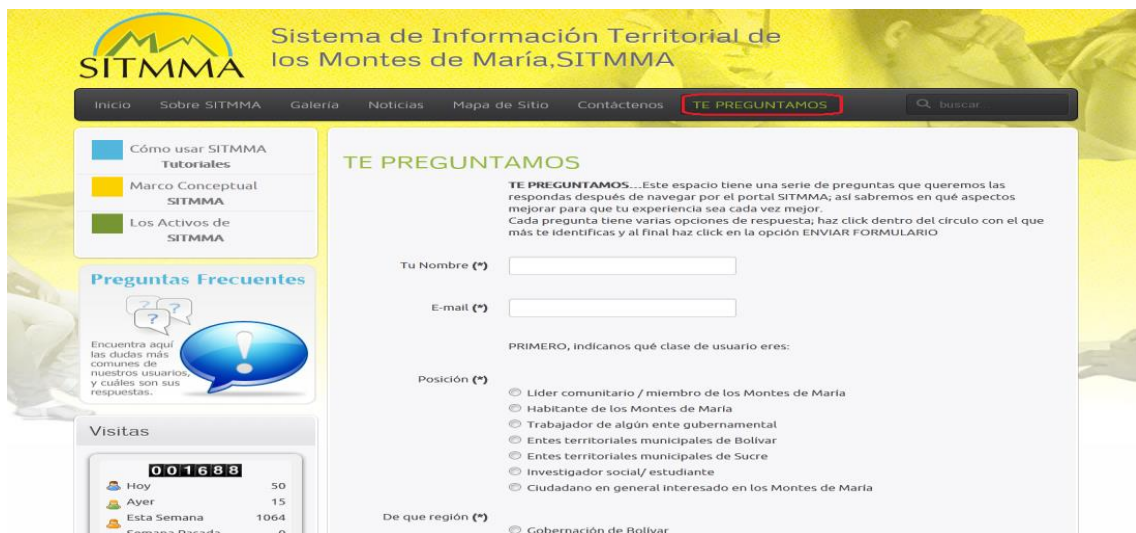 SITMMA
Sistema de Información Territorial de
los Montes de María,SITMMA
Inicio Sobre SITMMA Galería Noticias Mapa de Sitio Contáctenos TE PREGUNTAMOS buscar...
Cómo usar SITMMA
Tutoriales
Marco Conceptual
SITMMA
Los Activos de
SITMMA
Preguntas Frecuentes
? ? ?
!
Encuentra aquí
las dudas más
comunes de
nuestros usuarios,
y cuáles son sus
respuestas.
Visitas
001688
Hoy 50
Ayer 15
Esta Semana 1064
Semana Pasada 0
TE PREGUNTAMOS
TE PREGUNTAMOS...Este espacio tiene una serie de preguntas que queremos las
respondas después de navegar por el portal SITMMA; así sabremos en qué aspectos
mejorar para que tu experiencia sea cada vez mejor.
Cada pregunta tiene varias opciones de respuesta; haz click dentro del circulo con el que
más te identificas y al final haz click en la opción ENVIAR FORMULARIO
Tu Nombre (*)
E-mail (*)
PRIMERO, indícanos qué clase de usuario eres:
Posición (*)
Líder comunitario / miembro de los Montes de María
Habitante de los Montes de María
Trabajador de algún ente gubernamental
Entes territoriales municipales de Bolívar
Entes territoriales municipales de Sucre
Investigador social/ estudiante
Ciudadano en general interesado en los Montes de María
De que región (*)
Gobernación de Bolívar